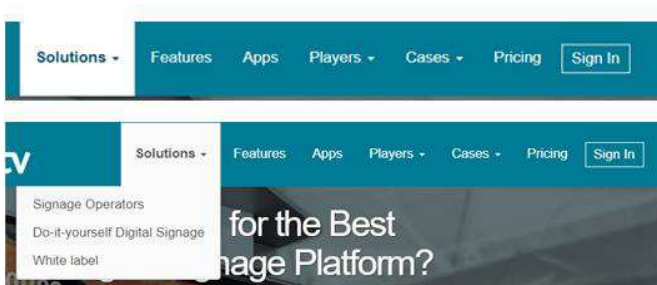 Solutions Features Apps Players Cases Pricing Sign In
Solutions Features Apps Players Cases Pricing Sign In
Signage Operators
Do-it-yourself Digital Signage
White label
for the Best
Platform?